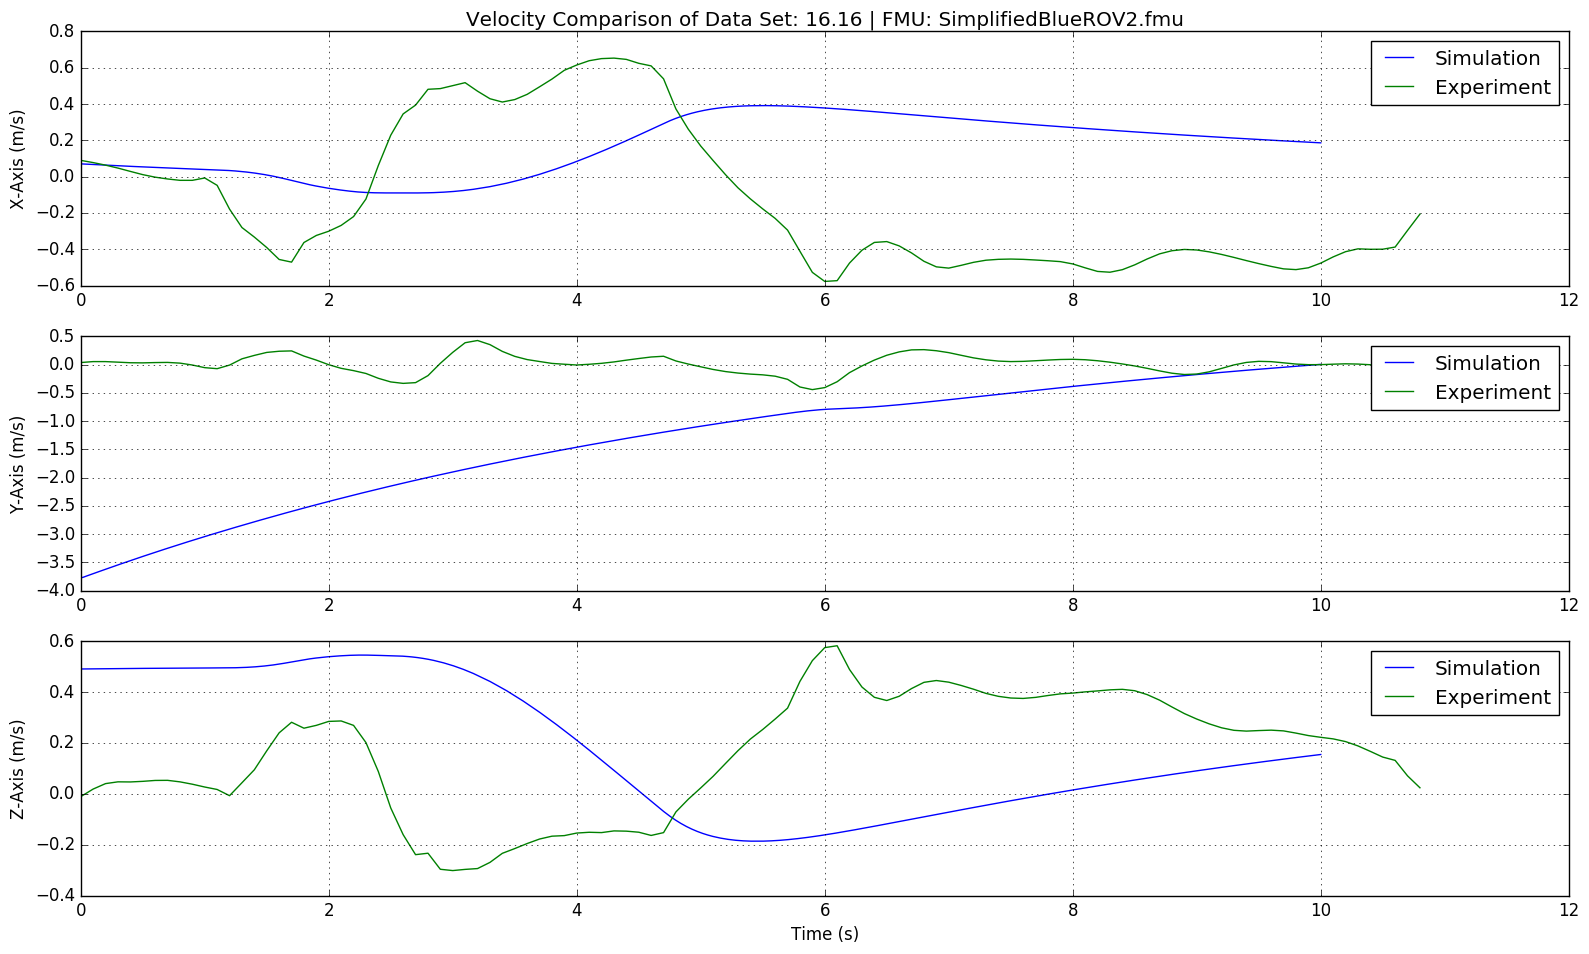 Velocity Comparison of Data Set: 16.16 | FMU: SimplifiedBlueROV2.fmu
X-Axis (m/s)
0.8
0.6
0.4
0.2
0.0
−0.2
−0.4
−0.6
0 2 4 6 8 10 12
Simulation
Experiment
Y-Axis (m/s)
0.5
0.0
−0.5
−1.0
−1.5
−2.0
−2.5
−3.0
−3.5
−4.0
0 2 4 6 8 10 12
Simulation
Experiment
Z-Axis (m/s)
0.6
0.4
0.2
0.0
−0.2
−0.4
0 2 4 6 8 10 12
Simulation
Experiment
Time (s)